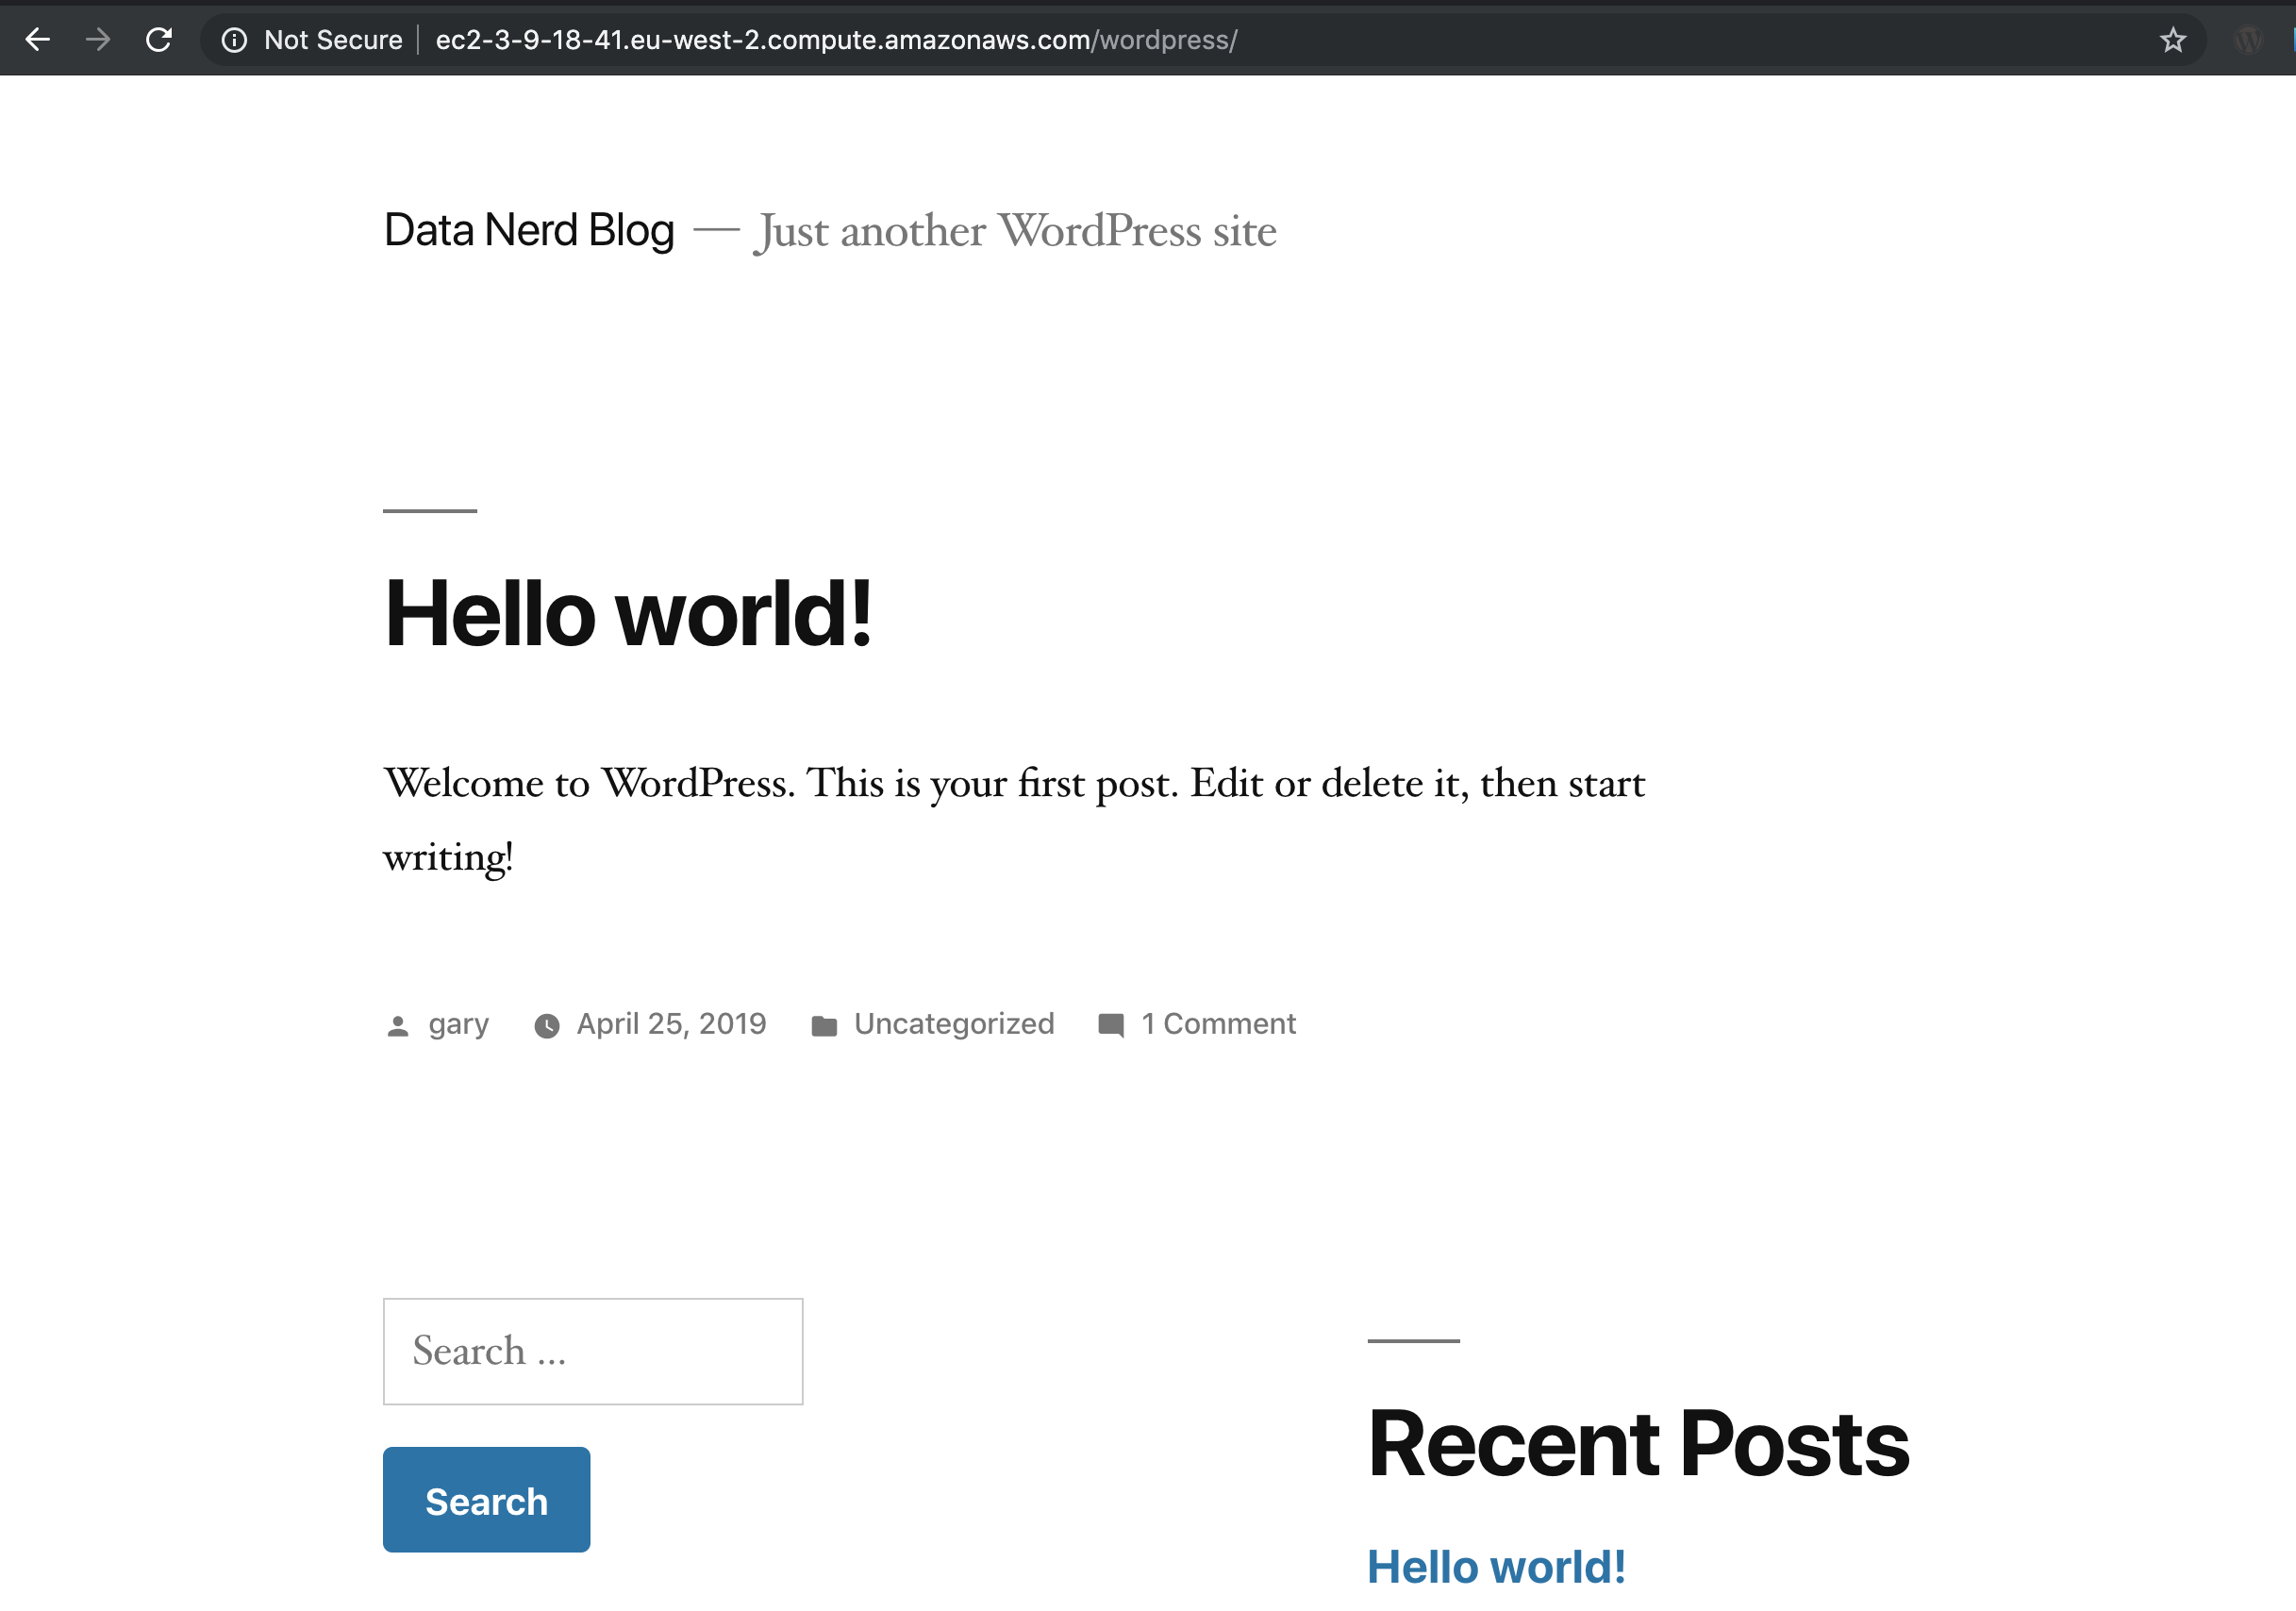 Not Secure ec2-3-9-18-41.eu-west-2.compute.amazonaws.com/wordpress/
Data Nerd Blog — Just another WordPress site
Hello world!
Welcome to WordPress. This is your first post. Edit or delete it, then start
writing!
gary April 25, 2019 Uncategorized 1 Comment
Search ...
Search
Recent Posts
Hello world!